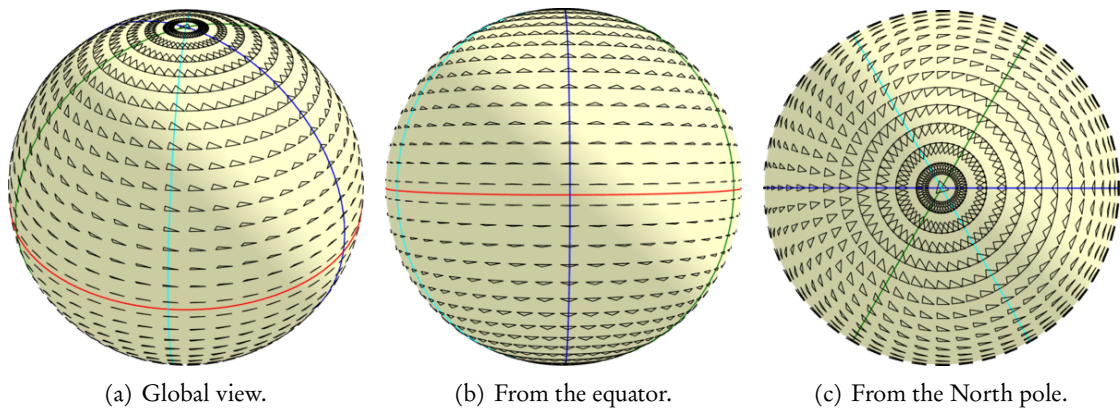 (a) Global view.
(b) From the equator.
(c) From the North pole.